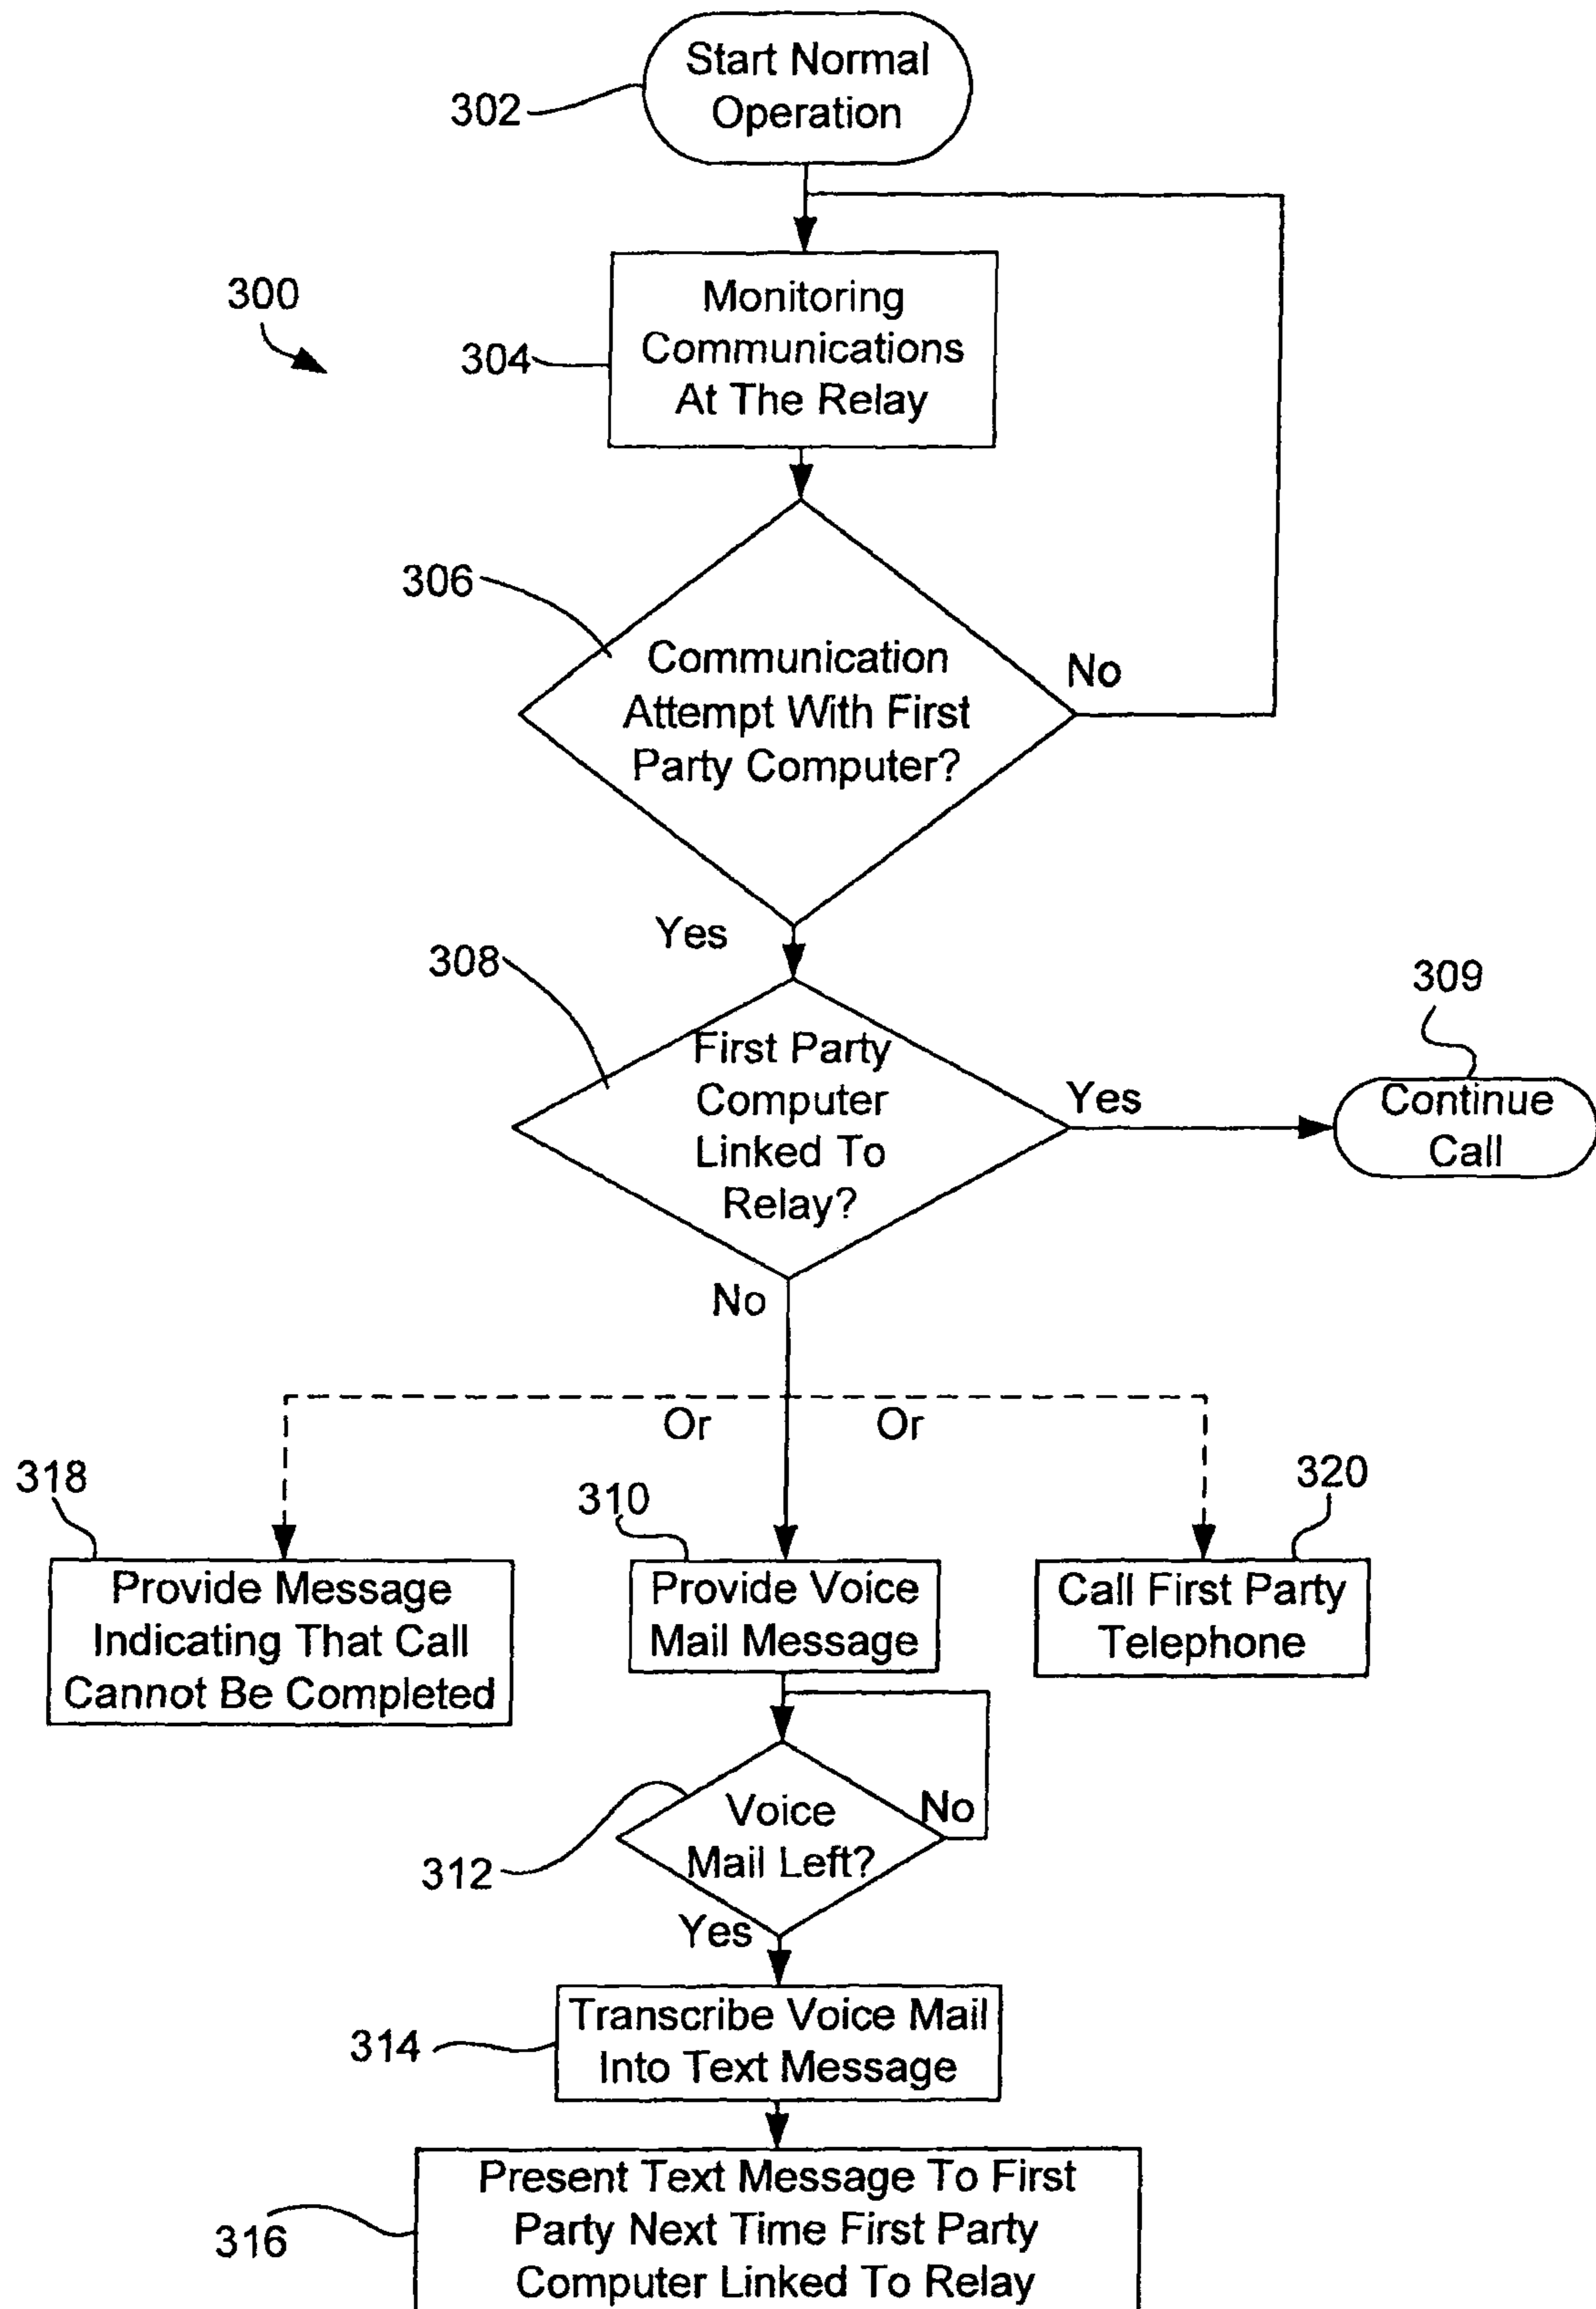 Start Normal
Operation
302
300
Monitoring
Communications
At The Relay
304
306
Communication
Attempt With First
Party Computer?
No
Yes
308
309
First Party
Computer
Linked To
Relay?
Yes
Continue
Call
No
Or
Or
318
310
320
Provide Message
Indicating That Call
Cannot Be Completed
Provide Voice
Mail Message
Call First Party
Telephone
Voice
Mail Left?
No
312
Yes
Transcribe Voice Mail
Into Text Message
314
Present Text Message To First
Party Next Time First Party
Computer Linked To Relay
316